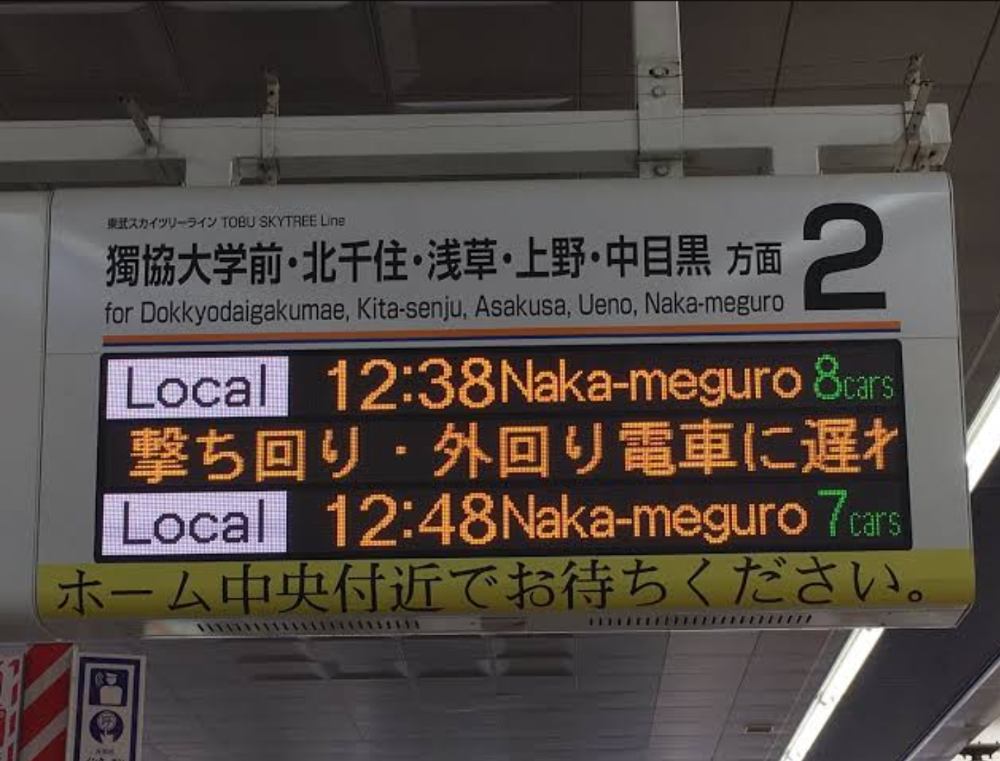 東武スカイツリーライン TOBU SKYTREE Line
獨協大学前・北千住・浅草・上野・中目黒 方面
2
for Dokkyodaigakumae, Kita-senju, Asakusa, Ueno, Naka-meguro
Local 12:38 Naka-meguro 8cars
撃ち回り・外回り電車に遅れ
Local 12:48 Naka-meguro 7cars
ホーム中央付近でお待ちください。